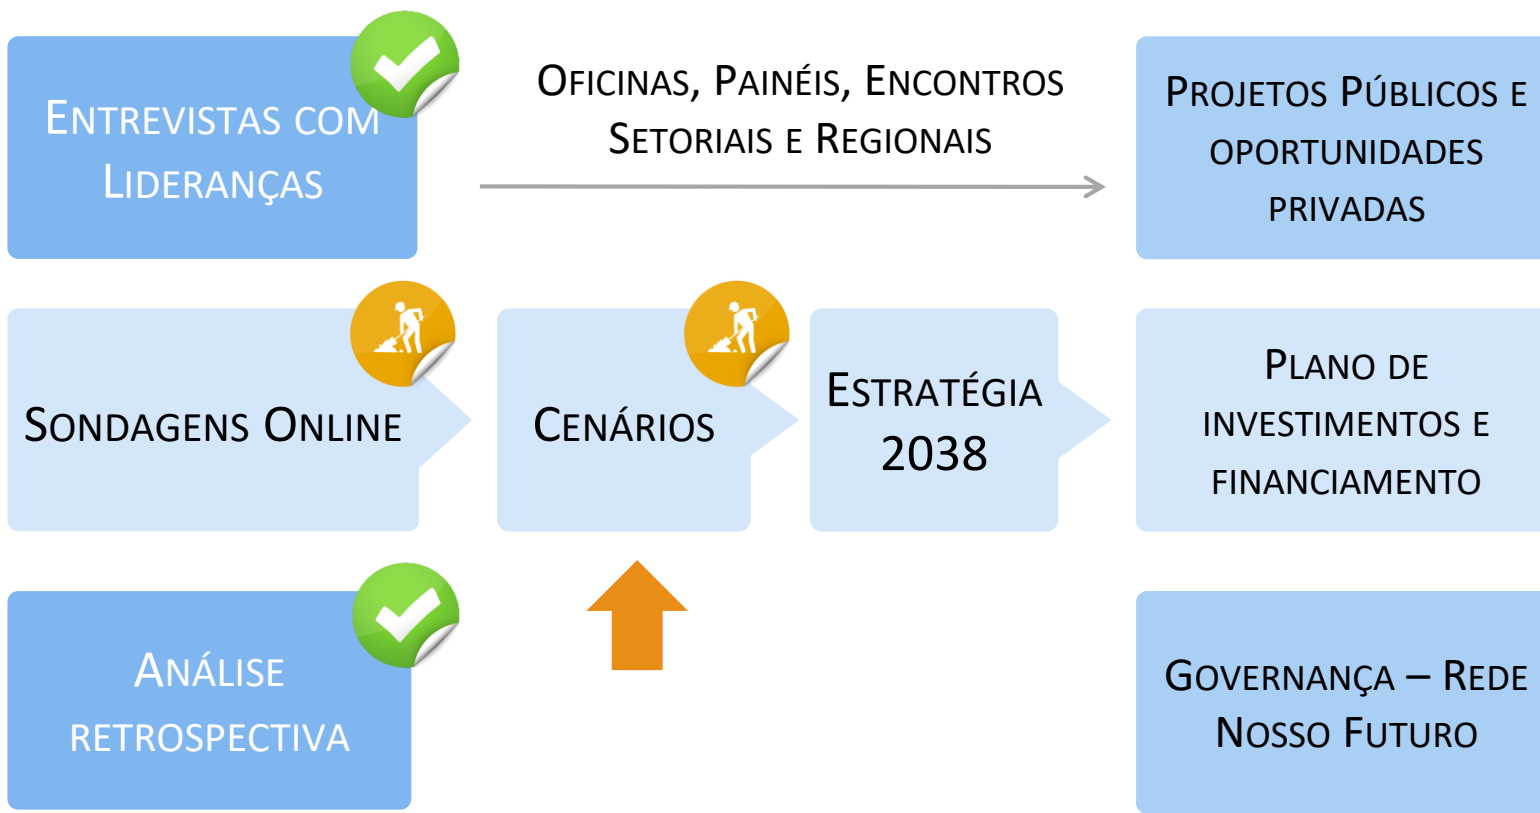 Entrevistas com
Lideranças
Oficinas, Painéis, Encontros
Setoriais e Regionais
Projetos Públicos e
oportunidades
privadas
Sondagens Online
Cenários
Estratégia
2038
Plano de
investimentos e
financiamento
Análise
retrospectiva
Governança – Rede
Nosso Futuro